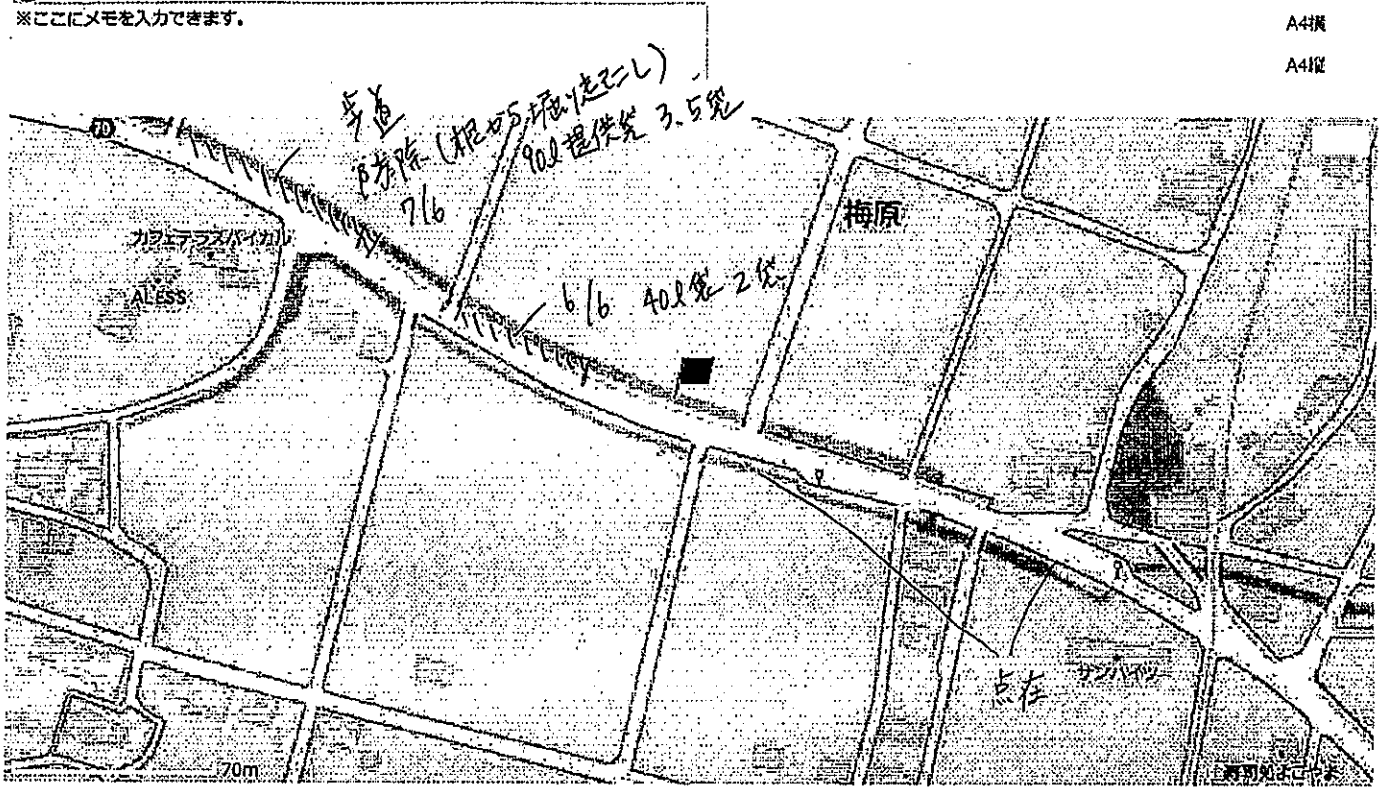 ※ここにメモを入力できます。
A4横
A4縦
歩道
防除(根から掘り起こし)
90ℓ提供袋 3.5袋
7/6
70
カフェテラスバイカル
ALESS
梅原
6/6 40ℓ袋 2袋
点在
サンハイツ
70m